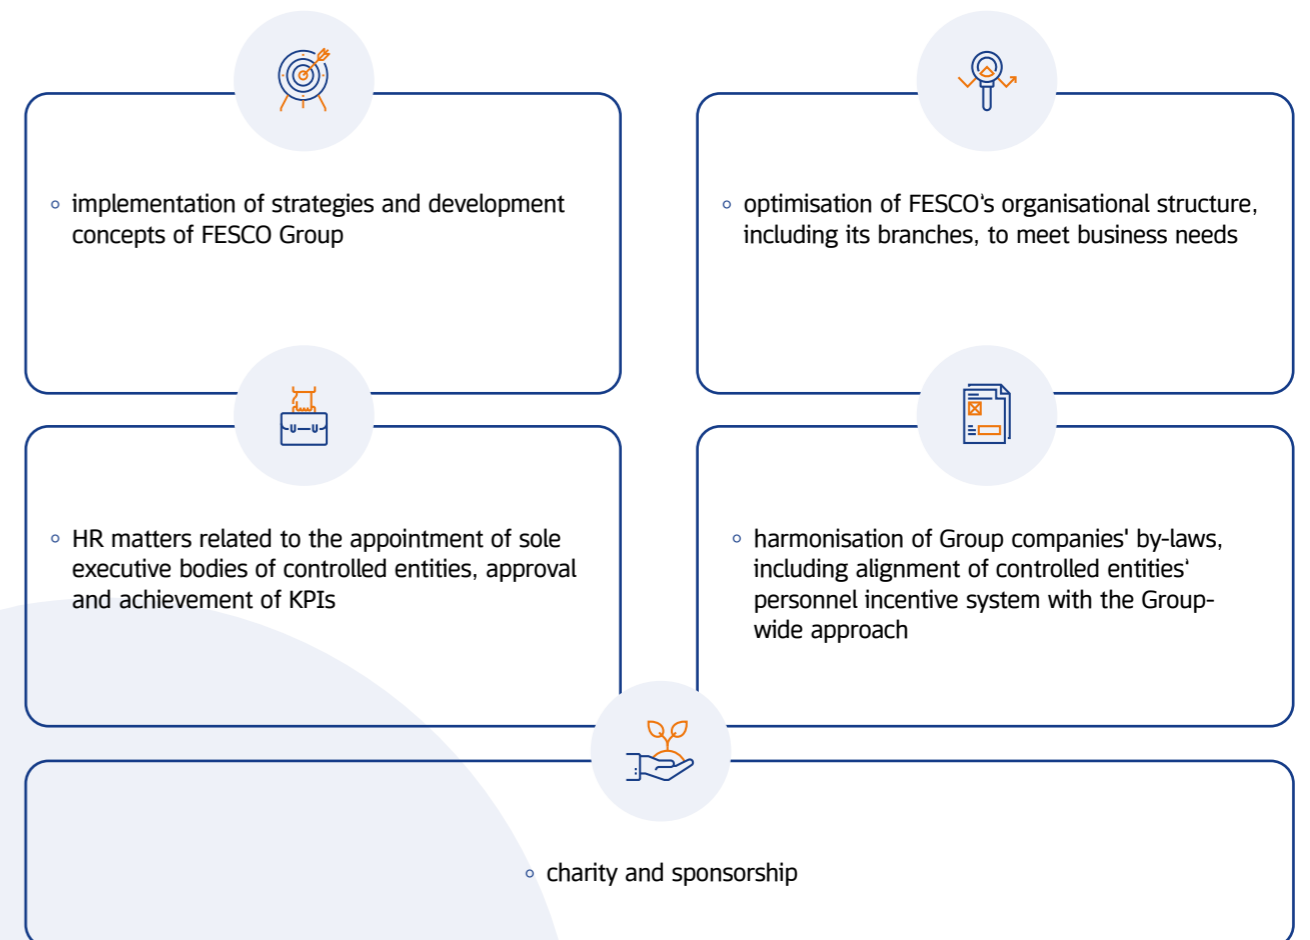 implementation of strategies and development
concepts of FESCO Group
optimisation of FESCO‘s organisational structure,
including its branches, to meet business needs
HR matters related to the appointment of sole
executive bodies of controlled entities, approval
and achievement of KPIs
harmonisation of Group companies' by-laws,
including alignment of controlled entities‘
personnel incentive system with the Group-
wide approach
charity and sponsorship